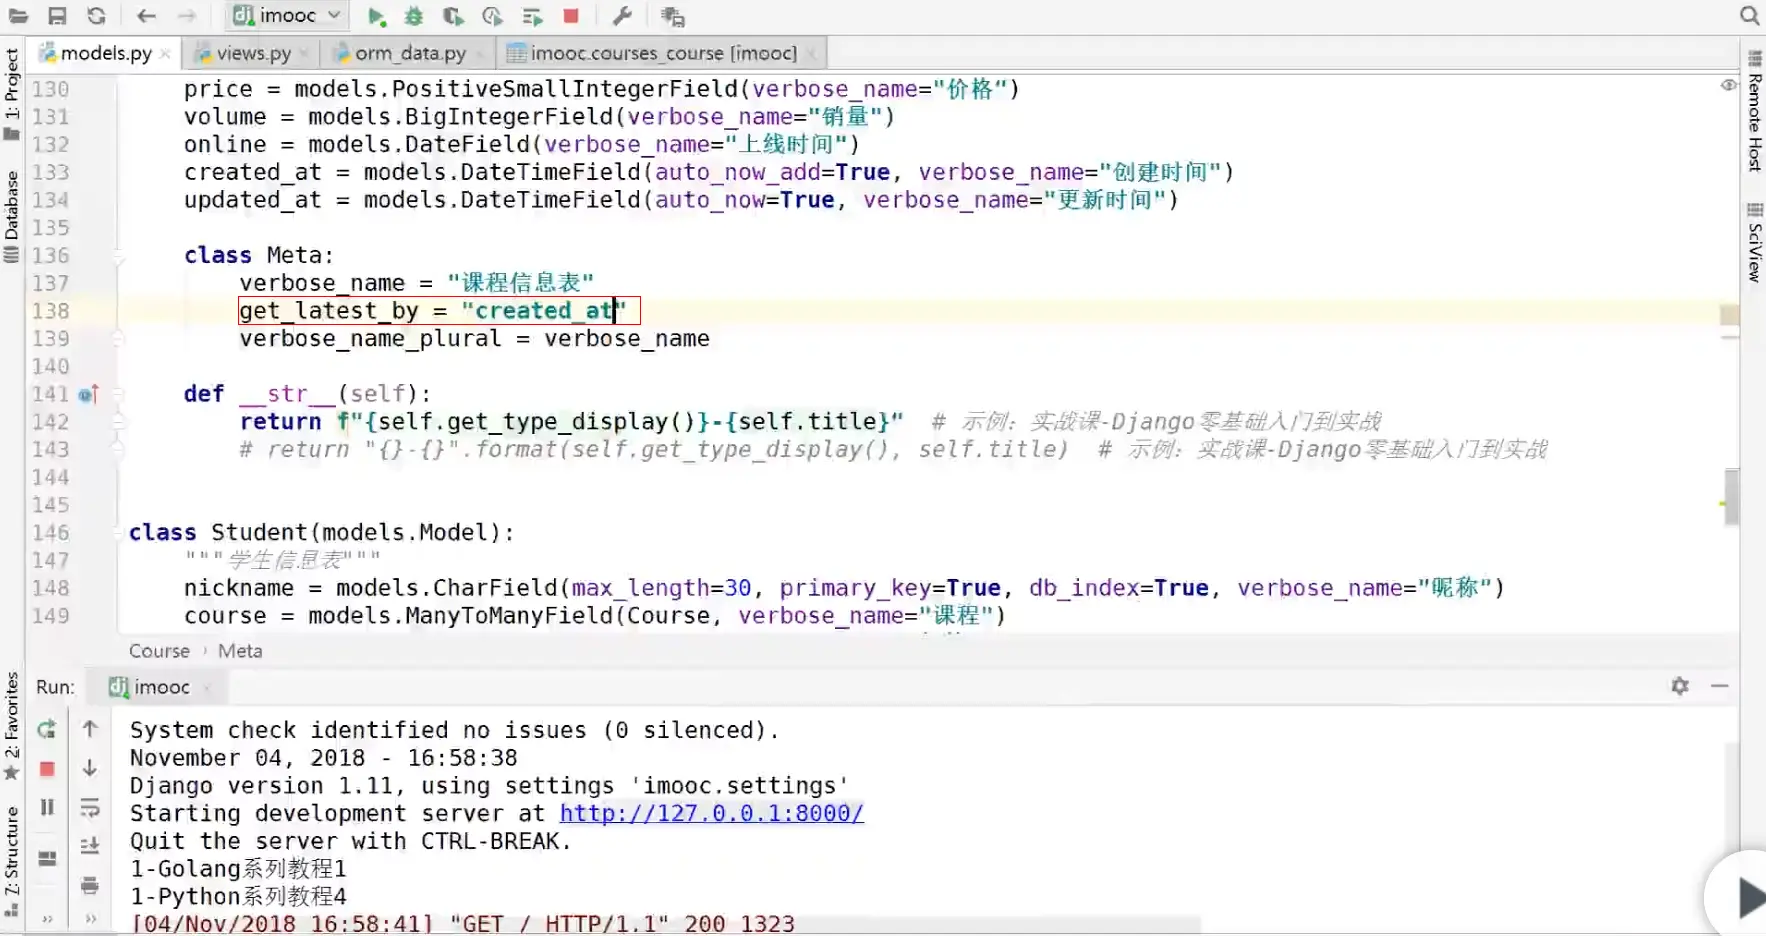 imooc
models.py
views.py
orm_data.py
imooc.courses_course [imooc]
1: Project
Database
2: Favorites
Z: Structure
Remote Host
SciView
130 price = models.PositiveSmallIntegerField(verbose_name="价格")
131 volume = models.BigIntegerField(verbose_name="销量")
132 online = models.DateField(verbose_name="上线时间")
133 created_at = models.DateTimeField(auto_now_add=True, verbose_name="创建时间")
134 updated_at = models.DateTimeField(auto_now=True, verbose_name="更新时间")
135
136 class Meta:
137 verbose_name = "课程信息表"
138 get_latest_by = "created_at"
139 verbose_name_plural = verbose_name
140
141 def __str__(self):
142 return f"{self.get_type_display()}-{self.title}" # 示例：实战课-Django零基础入门到实战
143 # return "{}-{}".format(self.get_type_display(), self.title) # 示例：实战课-Django零基础入门到实战
144
145
146 class Student(models.Model):
147 """学生信息表"""
148 nickname = models.CharField(max_length=30, primary_key=True, db_index=True, verbose_name="昵称")
149 course = models.ManyToManyField(Course, verbose_name="课程")
Course › Meta
Run: imooc
System check identified no issues (0 silenced).
November 04, 2018 - 16:58:38
Django version 1.11, using settings 'imooc.settings'
Starting development server at http://127.0.0.1:8000/
Quit the server with CTRL-BREAK.
1-Golang系列教程1
1-Python系列教程4
[04/Nov/2018 16:58:41] "GET / HTTP/1.1" 200 1323